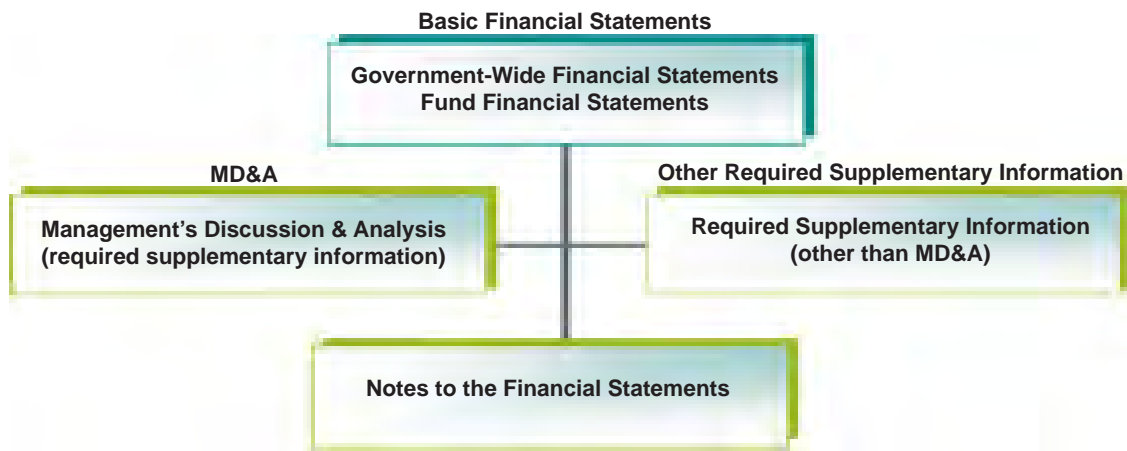 Basic Financial Statements
Government-Wide Financial Statements
Fund Financial Statements
MD&A
Management’s Discussion & Analysis
(required supplementary information)
Other Required Supplementary Information
Required Supplementary Information
(other than MD&A)
Notes to the Financial Statements